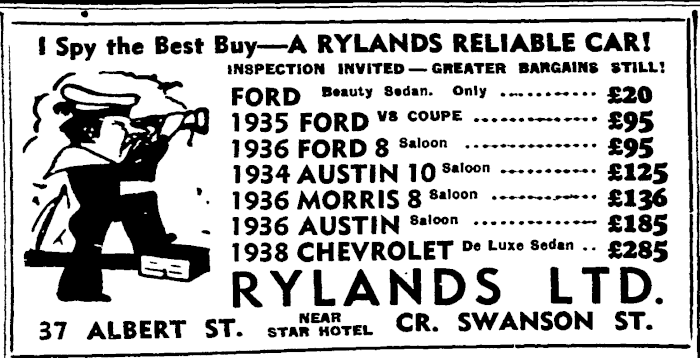 I Spy the Best Buy—A RYLANDS RELIABLE CAR!
INSPECTION INVITED — GREATER BARGAINS STILL!
FORD Beauty Sedan. Only ........... £20
1935 FORD V8 COUPE ............... £95
1936 FORD 8 Saloon ................ £95
1934 AUSTIN 10 Saloon ............ £125
1936 MORRIS 8 Saloon ............. £136
1936 AUSTIN Saloon ............... £185
1938 CHEVROLET De Luxe Sedan .. £285
RYLANDS LTD.
37 ALBERT ST. NEAR STAR HOTEL CR. SWANSON ST.